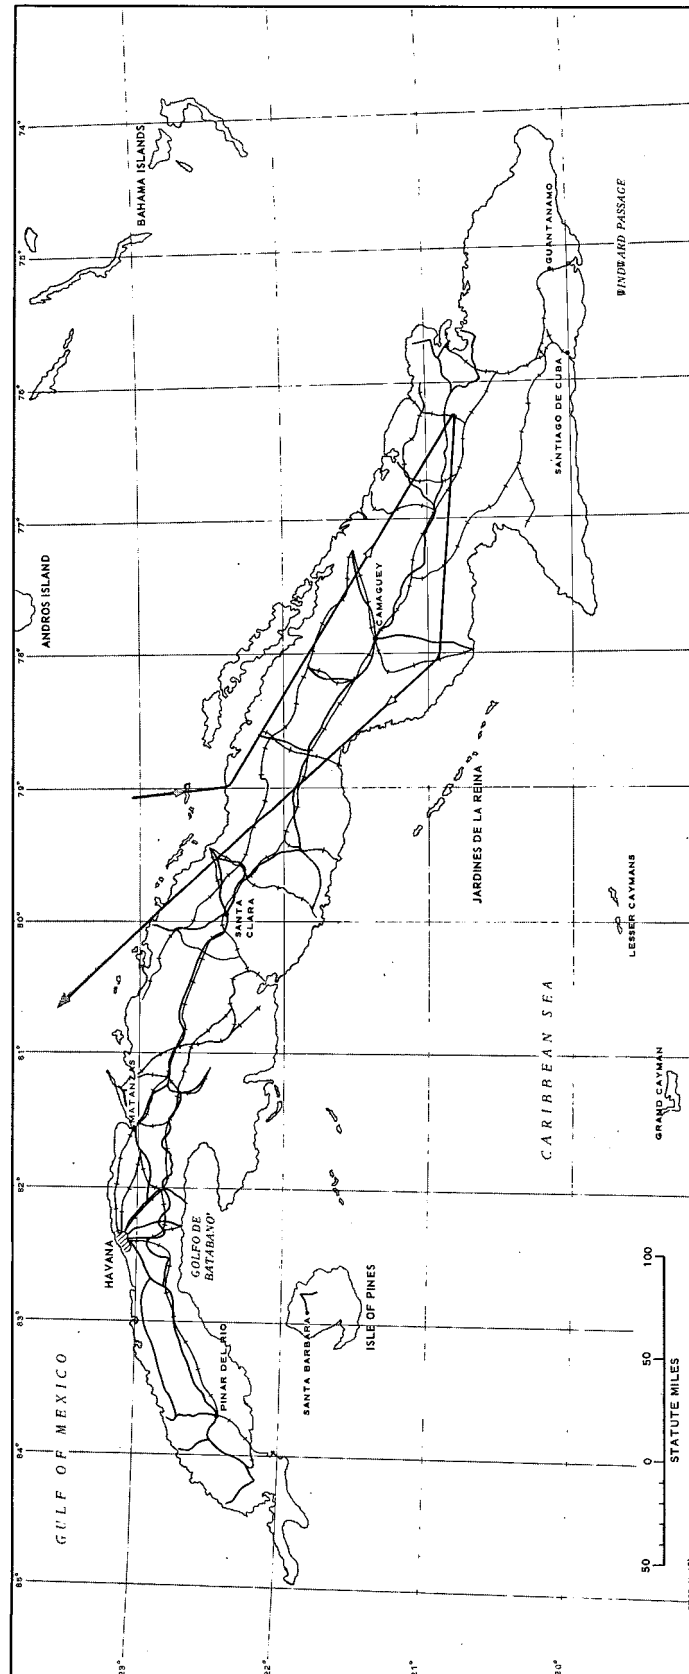 GULF OF MEXICO
85°
84°
83°
82°
81°
80°
79°
78°
77°
76°
75°
74°
23°
22°
21°
20°
HAVANA
MATANZAS
ANDROS ISLAND
BAHAMA ISLANDS
PINAR DEL RIO
GOLFO DE
BATABANO'
SANTA
CLARA
CAMAGUEY
GUANTANAMO
SANTIAGO DE CUBA
WINDWARD PASSAGE
SANTA BARBARA
ISLE OF PINES
JARDINES DE LA REINA
CARIBBEAN SEA
LESSER CAYMANS
GRAND CAYMAN
50 0 50 100
STATUTE MILES